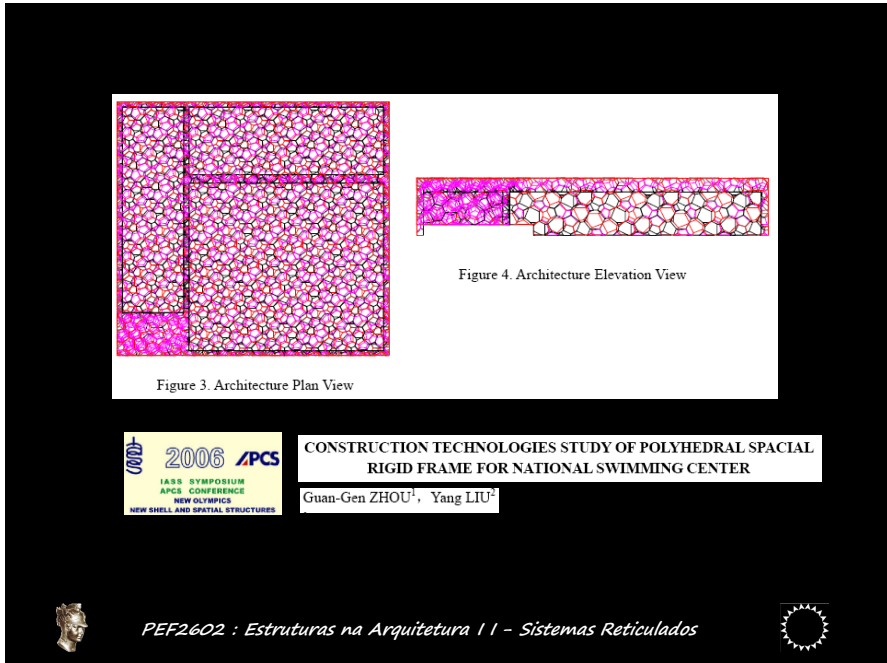 Figure 4. Architecture Elevation View
Figure 3. Architecture Plan View
2006 APCS
IASS SYMPOSIUM
APCS CONFERENCE
NEW OLYMPICS
NEW SHELL AND SPATIAL STRUCTURES
CONSTRUCTION TECHNOLOGIES STUDY OF POLYHEDRAL SPACIAL
RIGID FRAME FOR NATIONAL SWIMMING CENTER
Guan-Gen ZHOU¹, Yang LIU²
PEF2602 : Estruturas na Arquitetura I I - Sistemas Reticulados